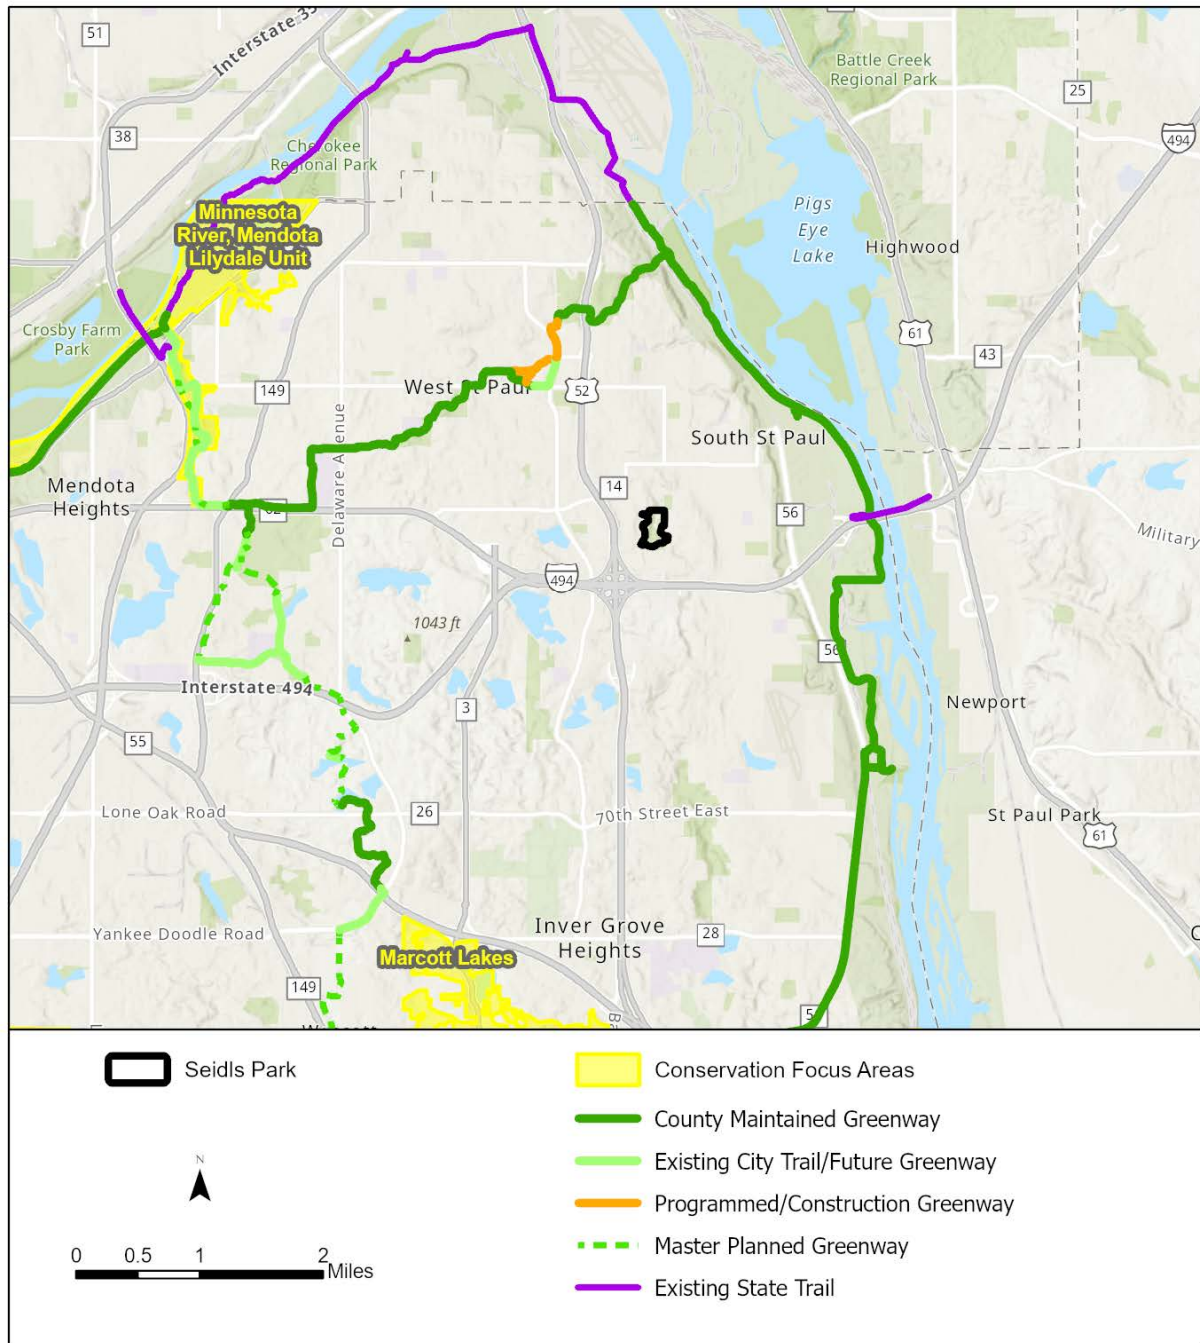 51
Interstate 35
Battle Creek
Regional Park
25
38
494
Cherokee
Regional Park
Minnesota
River, Mendota
Lilydale Unit
Pigs
Eye
Lake
Highwood
Crosby Farm
Park
61
43
149
West St Paul
52
Delaware Avenue
South St Paul
Mendota
Heights
14
62
56
Military
494
1043 ft
56
Interstate 494
3
Newport
55
Lone Oak Road
26
70th Street East
St Paul Park
61
Inver Grove
Heights
Yankee Doodle Road
28
C
Marcott Lakes
149
Seidls Park
Conservation Focus Areas
County Maintained Greenway
Existing City Trail/Future Greenway
N
Programmed/Construction Greenway
Master Planned Greenway
0 0.5 1 2
Miles
Existing State Trail